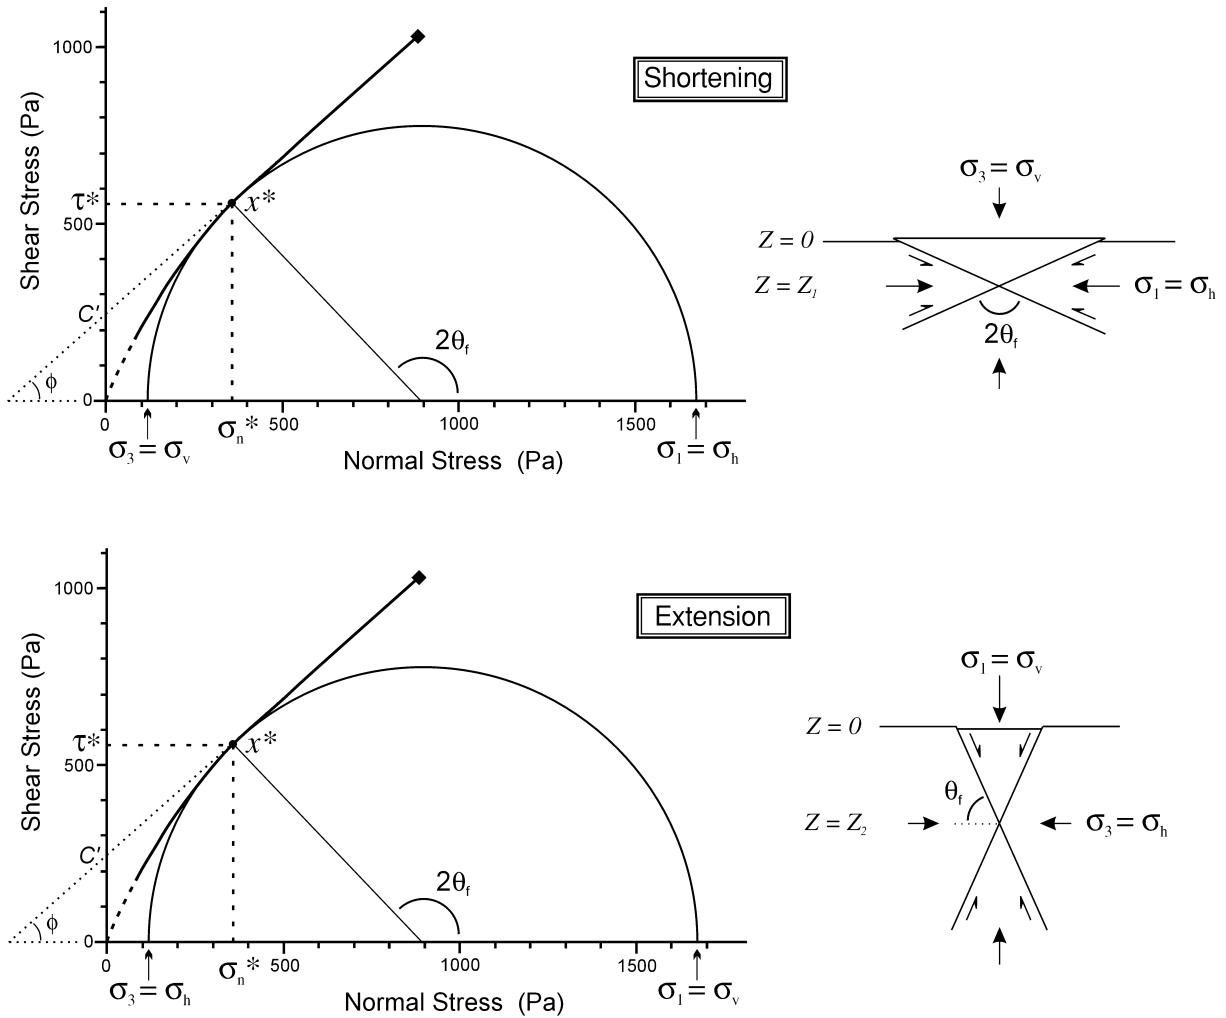 Shortening
Shear Stress (Pa)
1000
500
0
τ*
x*
C'
ϕ
2θf
0
500
1000
1500
σn*
σ3 = σv
σ1 = σh
Normal Stress (Pa)
σ3 = σv
Z = 0
Z = Z1
σ1 = σh
2θf
Extension
Shear Stress (Pa)
1000
500
0
τ*
x*
C'
ϕ
2θf
0
500
1000
1500
σn*
σ3 = σh
σ1 = σv
Normal Stress (Pa)
σ1 = σv
Z = 0
θf
Z = Z2
σ3 = σh